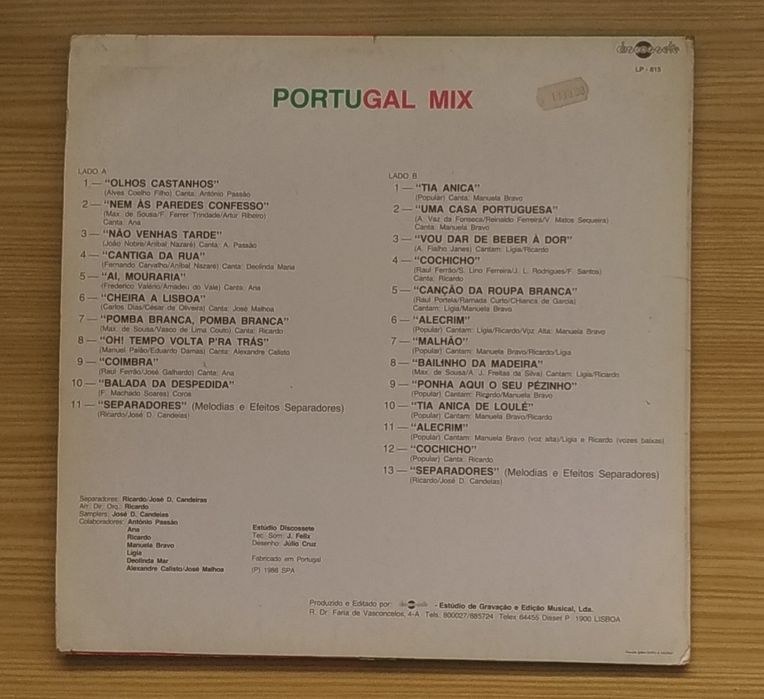 discossete
LP - 615
PORTUGAL MIX
LADO A
1 — "OLHOS CASTANHOS"
(Alves Coelho Filho) Canta: António Passão
2 — "NEM ÀS PAREDES CONFESSO"
(Max. de Sousa/F. Ferrer Trindade/Artur Ribeiro)
Canta: Ana
3 — "NÃO VENHAS TARDE"
(João Nobre/Aníbal Nazaré) Canta: A. Passão
4 — "CANTIGA DA RUA"
(Fernando Carvalho/Aníbal Nazaré) Canta: Deolinda Maria
5 — "AI, MOURARIA"
(Frederico Valério/Amadeu do Vale) Canta: Ana
6 — "CHEIRA A LISBOA"
(Carlos Dias/César de Oliveira) Canta: José Malhoa
7 — "POMBA BRANCA, POMBA BRANCA"
(Max. de Sousa/Vasco de Lima Couto) Canta: Ricardo
8 — "OH! TEMPO VOLTA P'RA TRÁS"
(Manuel Paião/Eduardo Damas) Canta: Alexandre Calisto
9 — "COIMBRA"
(Raul Ferrão/José Galhardo) Canta; Ana
10 — "BALADA DA DESPEDIDA"
(F. Machado Soares) Coros
11 — "SEPARADORES" (Melodias e Efeitos Separadores)
(Ricardo/José D. Candeias)
LADO B
1 — "TIA ANICA"
(Popular) Canta: Manuela Bravo
2 — "UMA CASA PORTUGUESA"
(A. Vaz da Fonseca/Reinaldo Ferreira/V. Matos Sequeira)
Canta: Manuela Bravo
3 — "VOU DAR DE BEBER À DOR"
(A. Fialho Janes) Cantam: Lígia/Ricardo
4 — "COCHICHO"
(Raul Ferrão/S. Lino Ferreira/J. L. Rodrigues/F. Santos)
Canta; Ricardo
5 — "CANÇÃO DA ROUPA BRANCA"
(Raul Portela/Ramada Curto/Chianca de Garcia)
Cantam: Lígia/Manuela Bravo
6 — "ALECRIM"
(Popular) Cantam: Lígia/Ricardo/Voz Alta: Manuela Bravo
7 — "MALHÃO"
(Popular) Cantam: Manuela Bravo/Ricardo/Lígia
8 — "BAILINHO DA MADEIRA"
(Max. de Sousa/A. J. Freitas da Silva) Cantam: Lígia/Ricardo
9 — "PONHA AQUI O SEU PÉZINHO"
(Popular) Cantam: Ricardo/Manuela Bravo
10 — "TIA ANICA DE LOULÉ"
(Popular) Cantam: Manuela Bravo/Ricardo
11 — "ALECRIM"
(Popular) Cantam: Manuela Bravo (voz alta)/Lígia e Ricardo (vozes baixas)
12 — "COCHICHO"
(Popular) Canta: Ricardo
13 — "SEPARADORES" (Melodias e Efeitos Separadores)
(Ricardo/José D. Candeias)
Separadores: Ricardo/José D. Candeiras
Arr. Dir. Orq.: Ricardo
Samplers: José D. Candeias
Colaboradores: António Passão
Ana
Ricardo
Manuela Bravo
Lígia
Deolinda Mar
Alexandre Calisto/José Malhoa
Estúdio Discossete
Tec. Som: J. Felix
Desenho: Júlio Cruz
Fabricado em Portugal
(P) 1986 SPA
Produzido e Editado por: discossete - Estúdio de Gravação e Edição Musical, Lda.
R. Dr. Faria de Vasconcelos, 4-A Tels. 800027/885724 Telex 64455 Disset P 1900 LISBOA